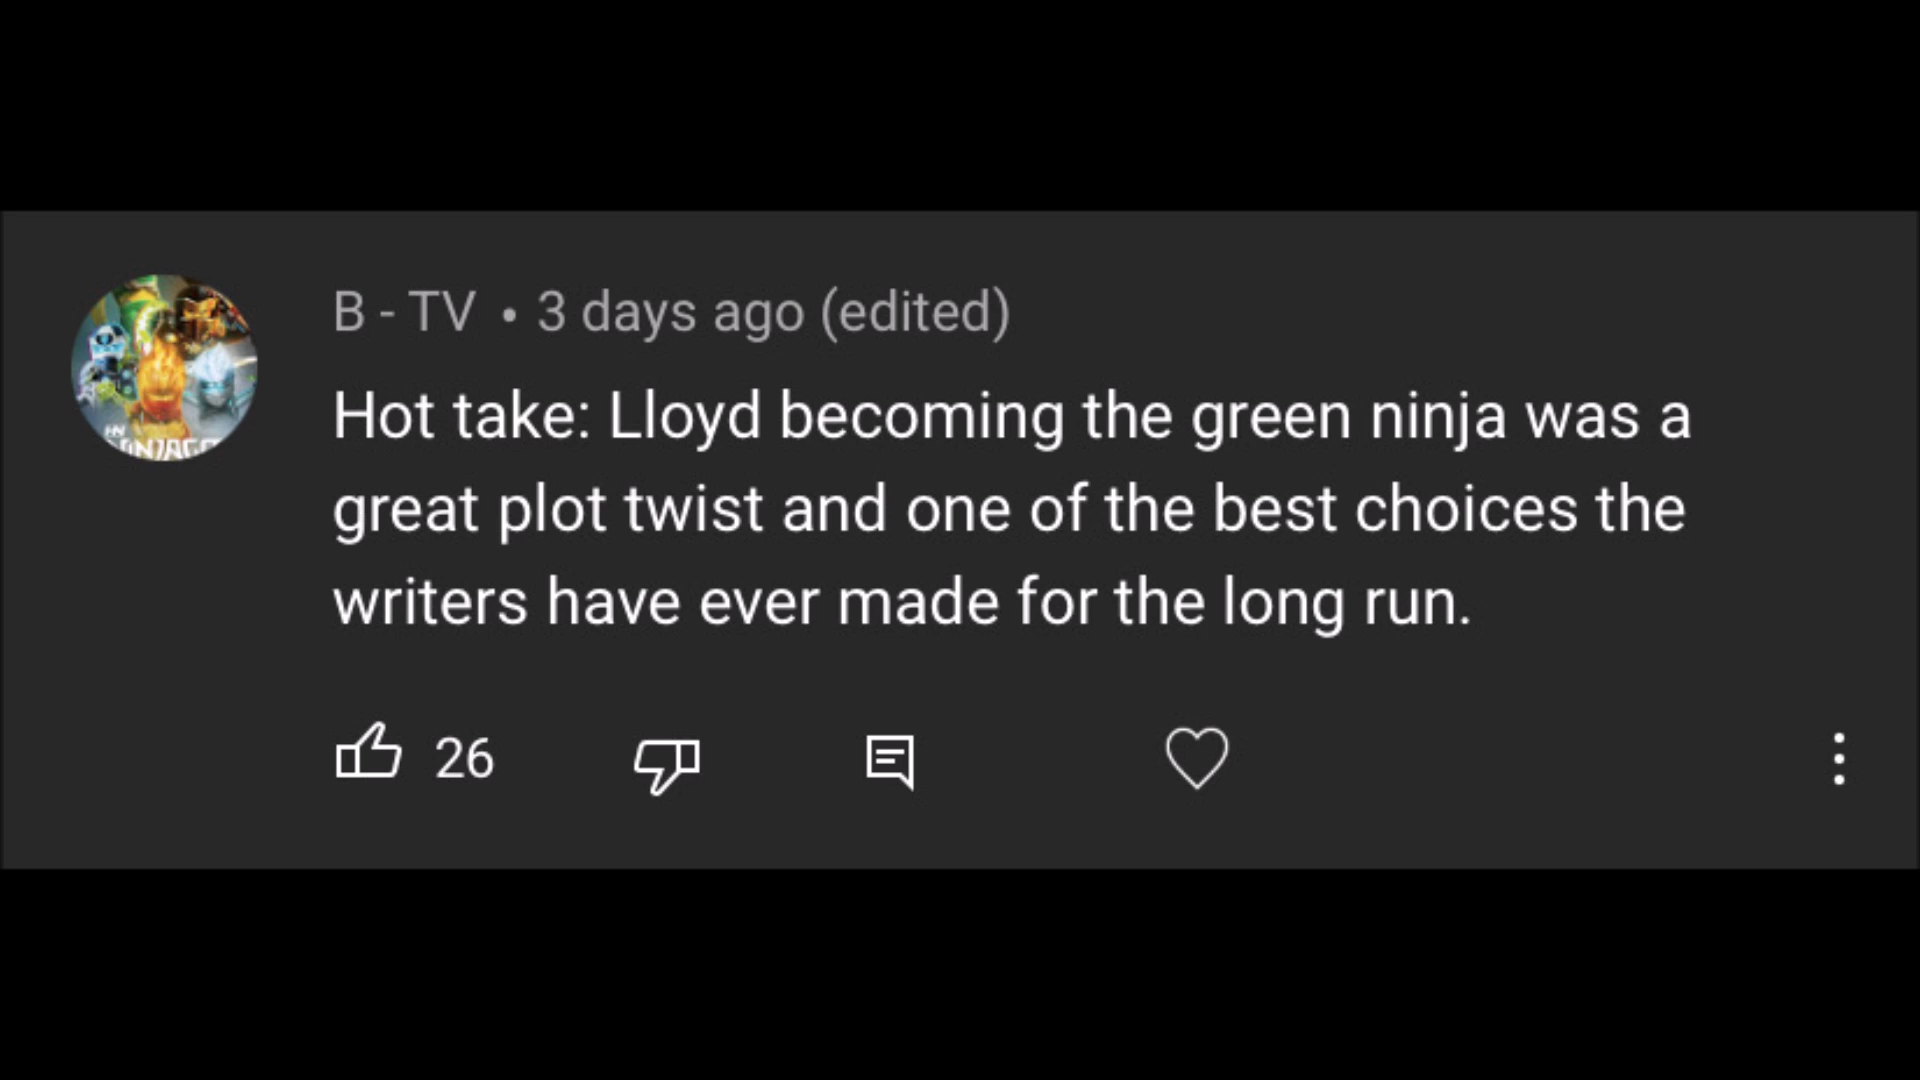 B - TV • 3 days ago (edited)
Hot take: Lloyd becoming the green ninja was a
great plot twist and one of the best choices the
writers have ever made for the long run.
26